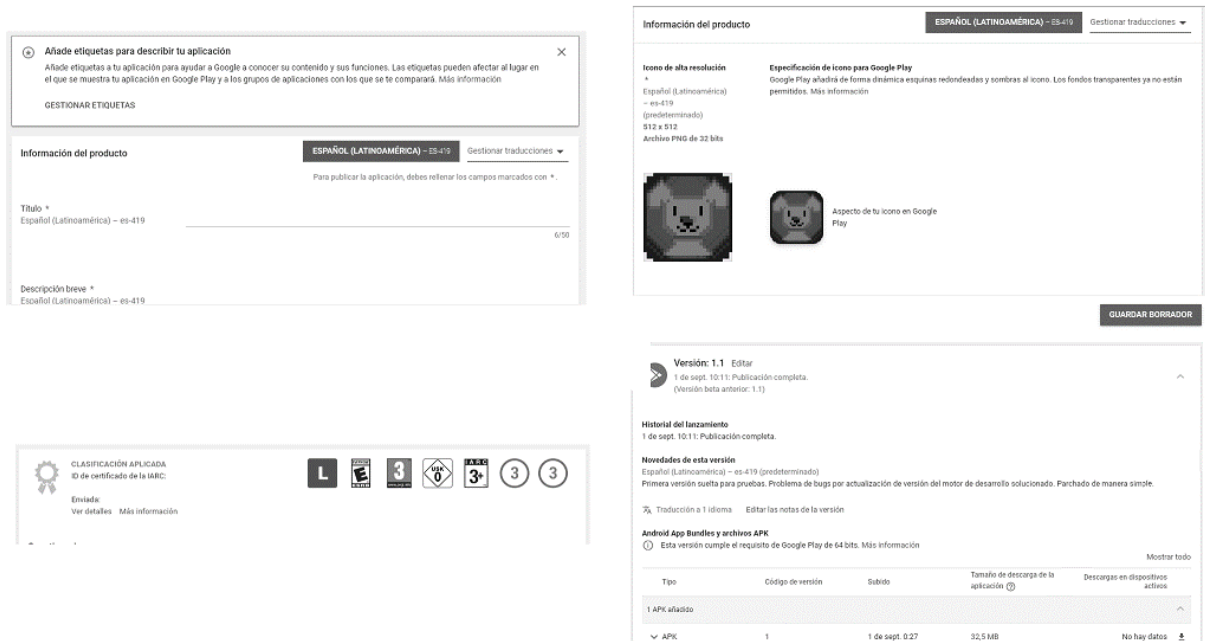 Añade etiquetas para describir tu aplicación
Añade etiquetas a tu aplicación para ayudar a Google a conocer su contenido y sus funciones. Las etiquetas pueden afectar al lugar en
el que se muestra tu aplicación en Google Play y a los grupos de aplicaciones con los que se te comparará. Más información
GESTIONAR ETIQUETAS
Información del producto
ESPAÑOL (LATINOAMÉRICA) – ES-419
Gestionar traducciones
Para publicar la aplicación, debes rellenar los campos marcados con *.
Título *
Español (Latinoamérica) – es-419
6/50
Descripción breve *
Español (Latinoamérica) – es-419
Información del producto
ESPAÑOL (LATINOAMÉRICA) – ES-419
Gestionar traducciones
Icono de alta resolución
*
Español (Latinoamérica)
– es-419
(predeterminado)
512 x 512
Archivo PNG de 32 bits
Especificación de icono para Google Play
Google Play añadirá de forma dinámica esquinas redondeadas y sombras al icono. Los fondos transparentes ya no están
permitidos. Más información
Aspecto de tu icono en Google
Play
GUARDAR BORRADOR
CLASIFICACIÓN APLICADA
ID de certificado de la IARC:
Enviada:
Ver detalles Más información
L
E
ESRB
3
USK
0
IARC
3+
3
3
Versión: 1.1 Editar
1 de sept. 10:11: Publicación completa.
(Versión beta anterior: 1.1)
Historial del lanzamiento
1 de sept. 10:11: Publicación completa.
Novedades de esta versión
Español (Latinoamérica) – es-419 (predeterminado)
Primera versión suelta para pruebas. Problema de bugs por actualización de versión del motor de desarrollo solucionado. Parchado de manera simple.
Traducción a 1 idioma Editar las notas de la versión
Android App Bundles y archivos APK
Esta versión cumple el requisito de Google Play de 64 bits. Más información
Mostrar todo
Tipo
Código de versión
Subido
Tamaño de descarga de la
aplicación
Descargas en dispositivos
activos
1 APK añadido
APK
1
1 de sept. 0:27
32,5 MB
No hay datos